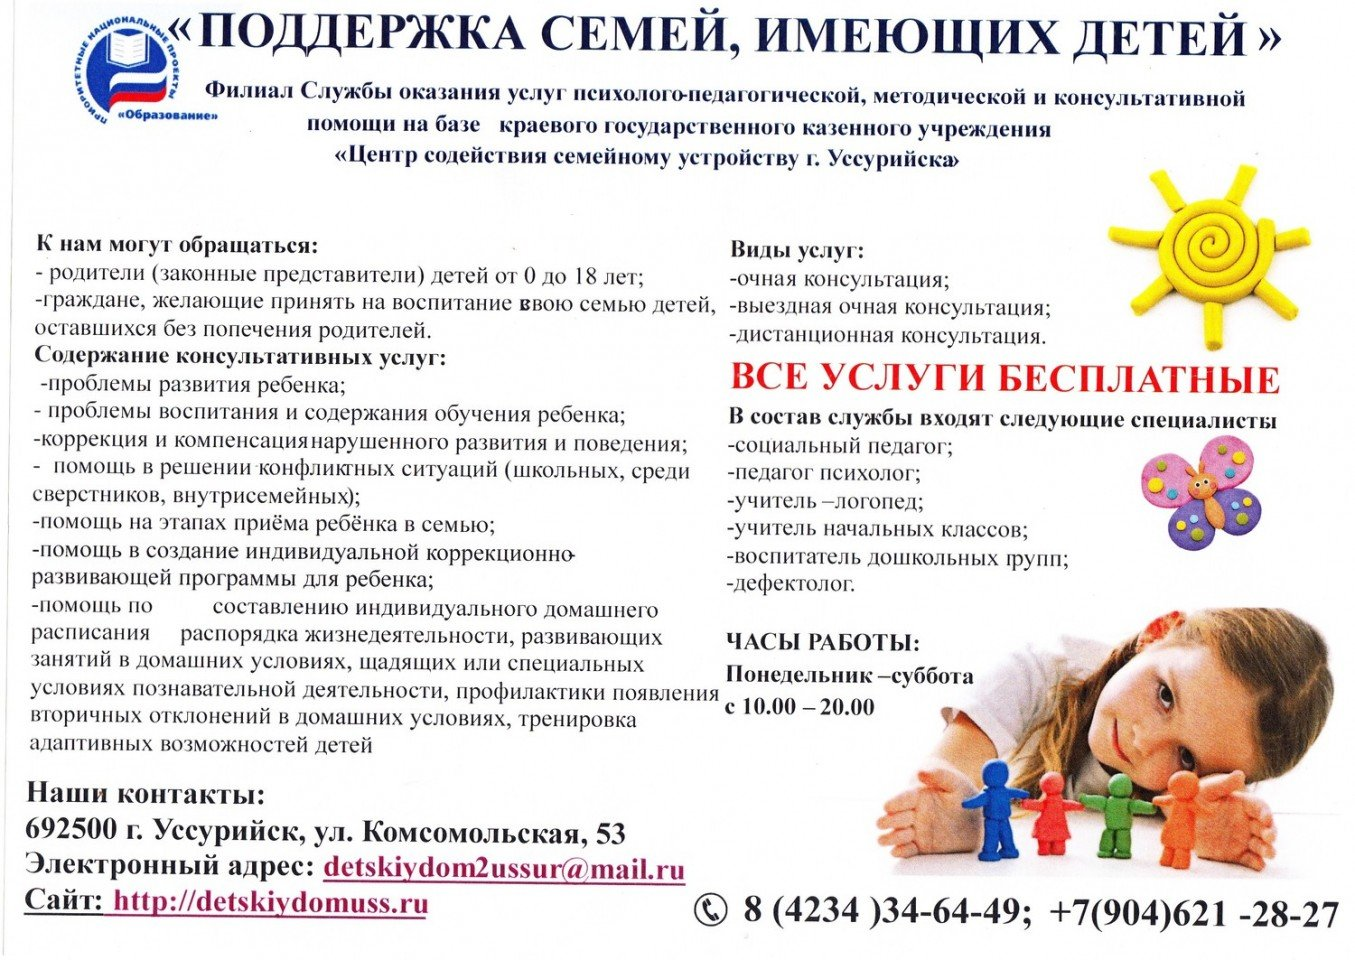 «ПОДДЕРЖКА СЕМЕЙ, ИМЕЮЩИХ ДЕТЕЙ»
ПРИОРИТЕТНЫЕ НАЦИОНАЛЬНЫЕ ПРОЕКТЫ
«Образование»
Филиал Службы оказания услуг психолого-педагогической, методической и консультативной
помощи на базе краевого государственного казенного учреждения
«Центр содействия семейному устройству г. Уссурийска»
К нам могут обращаться:
- родители (законные представители) детей от 0 до 18 лет;
-граждане, желающие принять на воспитание в свою семью детей,
оставшихся без попечения родителей.
Содержание консультативных услуг:
-проблемы развития ребенка;
- проблемы воспитания и содержания обучения ребенка;
-коррекция и компенсация нарушенного развития и поведения;
- помощь в решении конфликтных ситуаций (школьных, среди
сверстников, внутрисемейных);
-помощь на этапах приёма ребёнка в семью;
-помощь в создание индивидуальной коррекционно-
развивающей программы для ребенка;
-помощь по составлению индивидуального домашнего
расписания распорядка жизнедеятельности, развивающих
занятий в домашних условиях, щадящих или специальных
условиях познавательной деятельности, профилактики появления
вторичных отклонений в домашних условиях, тренировка
адаптивных возможностей детей
Виды услуг:
-очная консультация;
-выездная очная консультация;
-дистанционная консультация.
ВСЕ УСЛУГИ БЕСПЛАТНЫЕ
В состав службы входят следующие специалисты
-социальный педагог;
-педагог психолог;
-учитель –логопед;
-учитель начальных классов;
-воспитатель дошкольных групп;
-дефектолог.
ЧАСЫ РАБОТЫ:
Понедельник –суббота
с 10.00 – 20.00
Наши контакты:
692500 г. Уссурийск, ул. Комсомольская, 53
Электронный адрес: detskiydom2ussur@mail.ru
Сайт: http://detskiydomuss.ru
8 (4234 )34-64-49; +7(904)621 -28-27